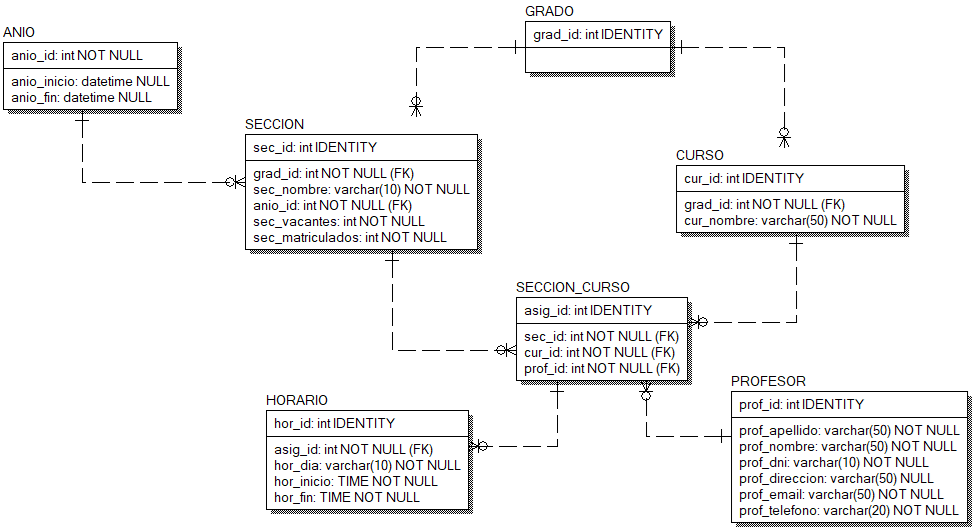 ANIO
anio_id: int NOT NULL
anio_inicio: datetime NULL
anio_fin: datetime NULL
GRADO
grad_id: int IDENTITY
SECCION
sec_id: int IDENTITY
grad_id: int NOT NULL (FK)
sec_nombre: varchar(10) NOT NULL
anio_id: int NOT NULL (FK)
sec_vacantes: int NOT NULL
sec_matriculados: int NOT NULL
CURSO
cur_id: int IDENTITY
grad_id: int NOT NULL (FK)
cur_nombre: varchar(50) NOT NULL
SECCION_CURSO
asig_id: int IDENTITY
sec_id: int NOT NULL (FK)
cur_id: int NOT NULL (FK)
prof_id: int NOT NULL (FK)
HORARIO
hor_id: int IDENTITY
asig_id: int NOT NULL (FK)
hor_dia: varchar(10) NOT NULL
hor_inicio: TIME NOT NULL
hor_fin: TIME NOT NULL
PROFESOR
prof_id: int IDENTITY
prof_apellido: varchar(50) NOT NULL
prof_nombre: varchar(50) NOT NULL
prof_dni: varchar(10) NOT NULL
prof_direccion: varchar(50) NULL
prof_email: varchar(50) NOT NULL
prof_telefono: varchar(20) NOT NULL